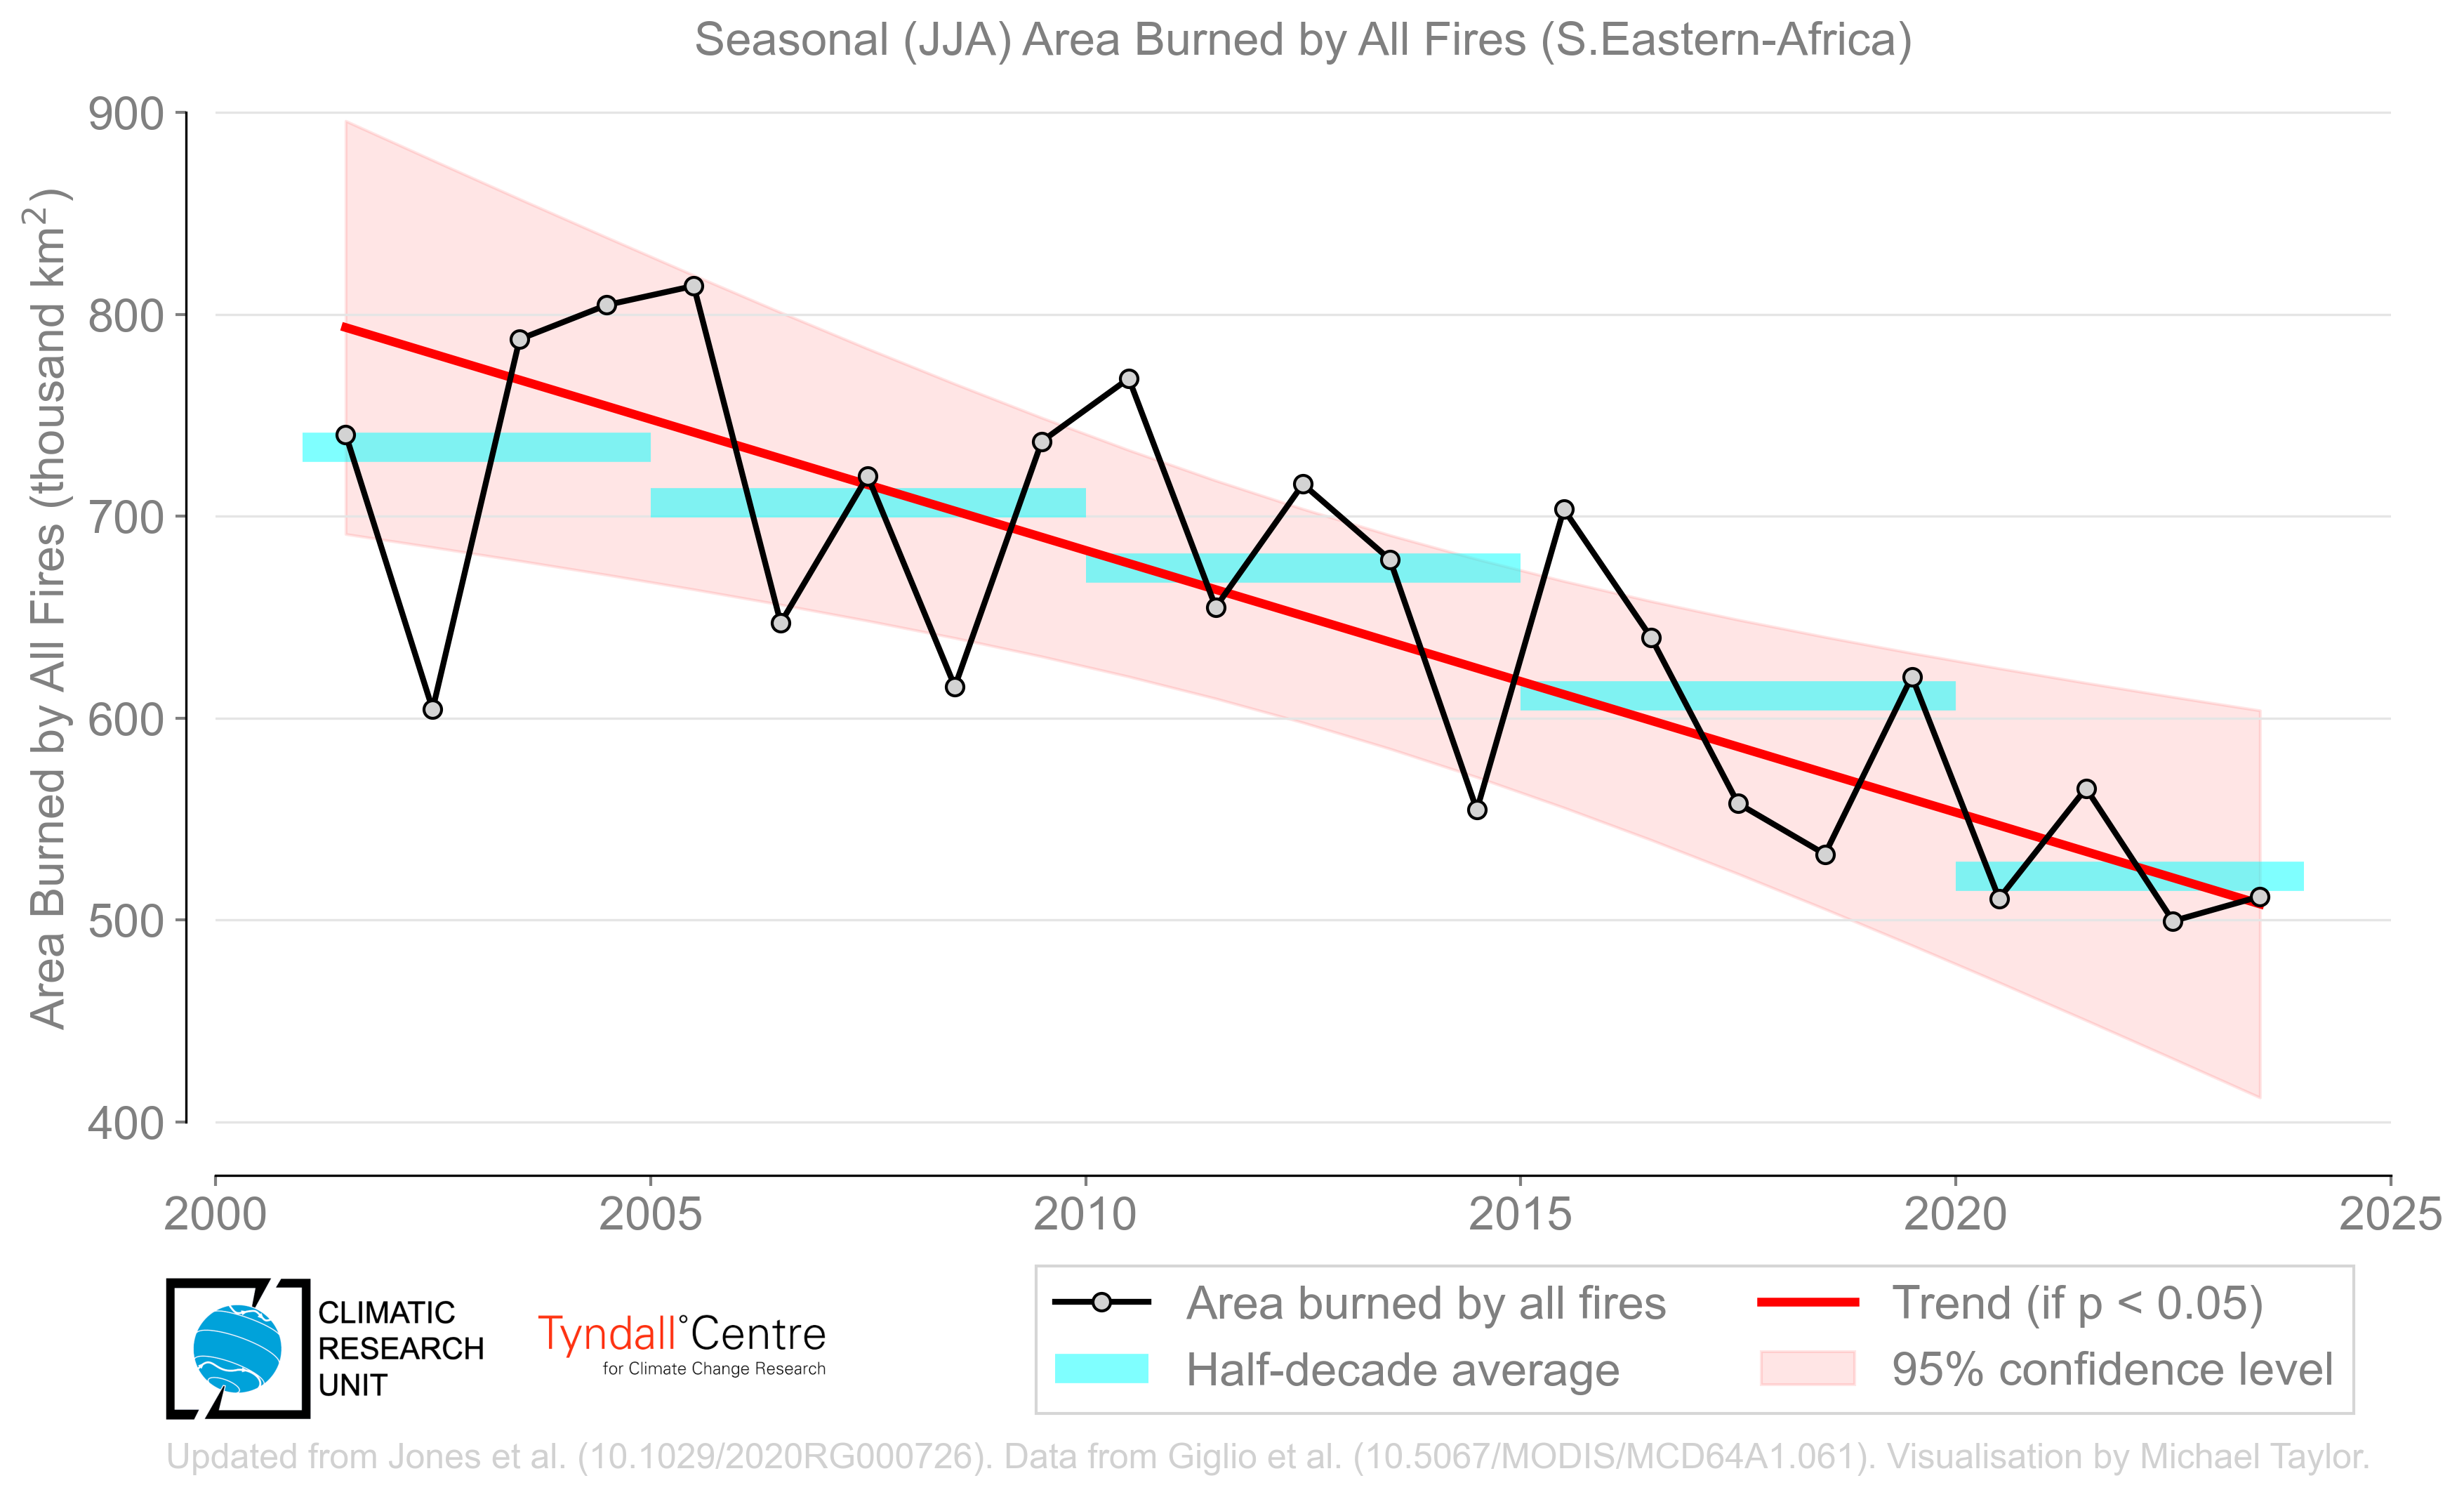 Seasonal (JJA) Area Burned by All Fires (S.Eastern-Africa)
Area Burned by All Fires (thousand km²)
900
800
700
600
500
400
2000 2005 2010 2015 2020 2025
CLIMATIC
RESEARCH
UNIT
Tyndall°Centre
for Climate Change Research
Area burned by all fires
Half-decade average
Trend (if p < 0.05)
95% confidence level
Updated from Jones et al. (10.1029/2020RG000726). Data from Giglio et al. (10.5067/MODIS/MCD64A1.061). Visualisation by Michael Taylor.